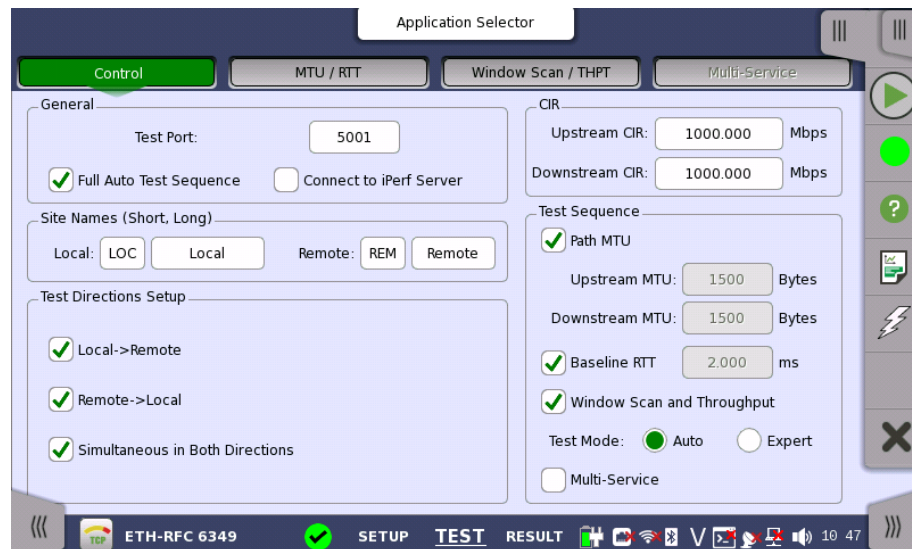 Application Selector
Control
MTU / RTT
Window Scan / THPT
Multi-Service
General
Test Port: 5001
Full Auto Test Sequence
Connect to iPerf Server
Site Names (Short, Long)
Local: LOC Local Remote: REM Remote
Test Directions Setup
Local->Remote
Remote->Local
Simultaneous in Both Directions
CIR
Upstream CIR: 1000.000 Mbps
Downstream CIR: 1000.000 Mbps
Test Sequence
Path MTU
Upstream MTU: 1500 Bytes
Downstream MTU: 1500 Bytes
Baseline RTT 2.000 ms
Window Scan and Throughput
Test Mode: Auto Expert
Multi-Service
TCP ETH-RFC 6349 SETUP TEST RESULT V 10 47